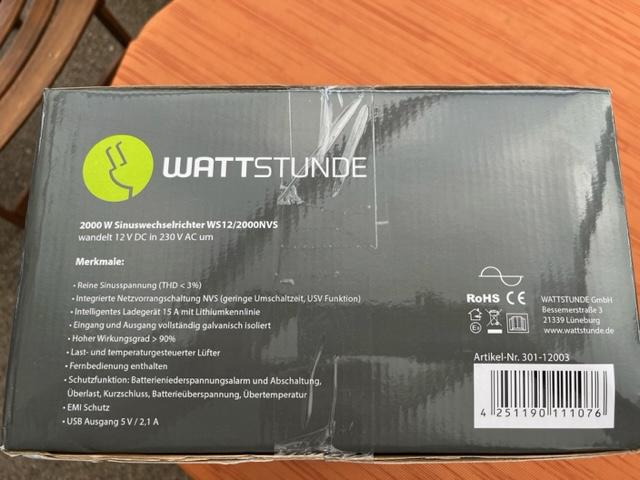 WATTSTUNDE
2000 W Sinuswechselrichter WS12/2000NVS
wandelt 12 V DC in 230 V AC um
Merkmale:
• Reine Sinusspannung (THD < 3%)
• Integrierte Netzvorrangschaltung NVS (geringe Umschaltzeit, USV Funktion)
• Intelligentes Ladegerät 15 A mit Lithiumkennlinie
• Eingang und Ausgang vollständig galvanisch isoliert
• Hoher Wirkungsgrad > 90%
• Last- und temperaturgesteuerter Lüfter
• Fernbedienung enthalten
• Schutzfunktion: Batterieniederspannungsalarm und Abschaltung,
Überlast, Kurzschluss, Batterieüberspannung, Übertemperatur
• EMI Schutz
• USB Ausgang 5 V / 2,1 A
RoHS CE
WATTSTUNDE GmbH
Bessemerstraße 3
21339 Lüneburg
www.wattstunde.de
Artikel-Nr. 301-12003
4 251190 111076